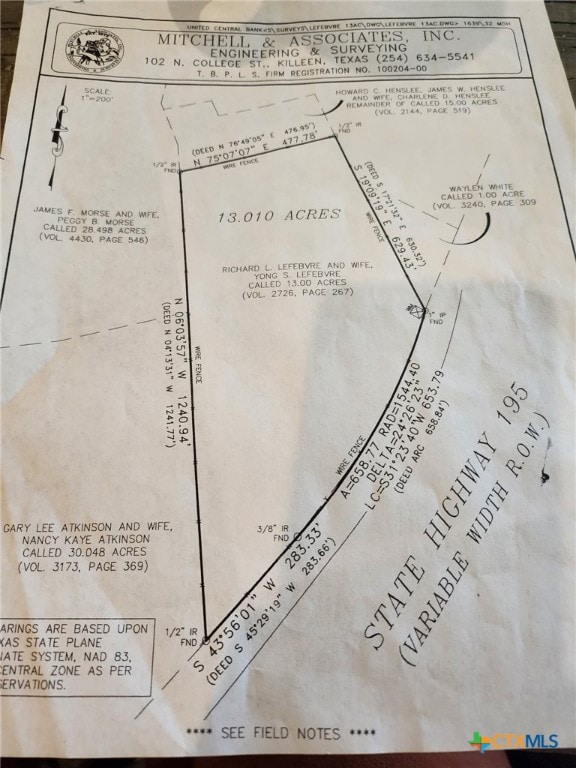 UNITED CENTRAL BANK<S\SURVEYS\LEFEBVRE 13AC\DWG\LEFEBVRE 13AC.DWG> 1639\32 MDH
MITCHELL & ASSOCIATES, INC.
ENGINEERING & SURVEYING
102 N. COLLEGE ST., KILLEEN, TEXAS (254) 634-5541
T. B. P. L. S. FIRM REGISTRATION NO. 100204-00
SCALE:
1"=200'
HOWARD C. HENSLEE, JAMES W. HENSLEE
AND WIFE, CHARLENE D. HENSLEE
REMAINDER OF CALLED 15.00 ACRES
(VOL. 2144, PAGE 519)
1/2" IR
FND
(DEED N 76°49'05" E 476.95')
N 75°07'07" E 477.78'
WIRE FENCE
1/2" IR
FND
(DEED S 17°21'32" E 630.52')
S 19°09'19" E 629.43'
WIRE FENCE
WAYLEN WHITE
CALLED 1.00 ACRE
(VOL. 3240, PAGE 309
JAMES F. MORSE AND WIFE,
PEGGY B. MORSE
CALLED 28.498 ACRES
(VOL. 4430, PAGE 546)
13.010 ACRES
RICHARD L. LEFEBVRE AND WIFE,
YONG S. LEFEBVRE
CALLED 13.00 ACRES
(VOL. 2726, PAGE 267)
1" IR
FND
N 06°03'57" W 1240.94'
(DEED N 04°13'31" W 1241.77')
WIRE FENCE
WIRE FENCE
A=658.77 RAD=1544.40
DELTA=24°26'23"
LC=S31°23'40"W 653.79
(DEED ARC 658.84')
STATE HIGHWAY 195
(VARIABLE WIDTH R.O.W.)
GARY LEE ATKINSON AND WIFE,
NANCY KAYE ATKINSON
CALLED 30.048 ACRES
(VOL. 3173, PAGE 369)
3/8" IR
FND
S 43°56'01" W 283.33'
(DEED S 45°29'19" W 283.66')
1/2" IR
FND
ARINGS ARE BASED UPON
XAS STATE PLANE
NATE SYSTEM, NAD 83,
CENTRAL ZONE AS PER
SERVATIONS.
**** SEE FIELD NOTES ****
CTXMLS